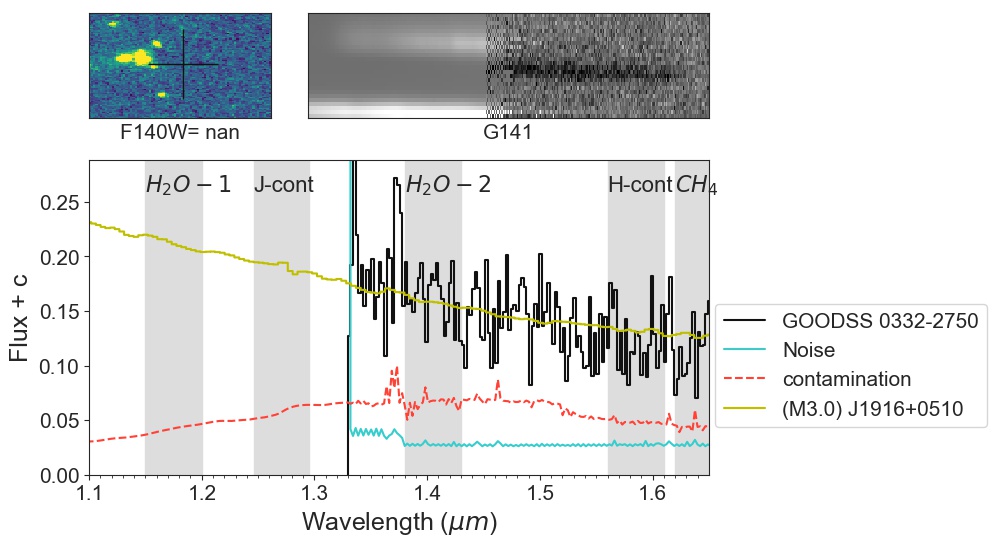 F140W= nan
G141
H₂O − 1
J-cont
H₂O − 2
H-cont
CH₄
0.25
0.20
0.15
0.10
0.05
0.00
Flux + c
1.1
1.2
1.3
1.4
1.5
1.6
Wavelength (μm)
GOODSS 0332-2750
Noise
contamination
(M3.0) J1916+0510